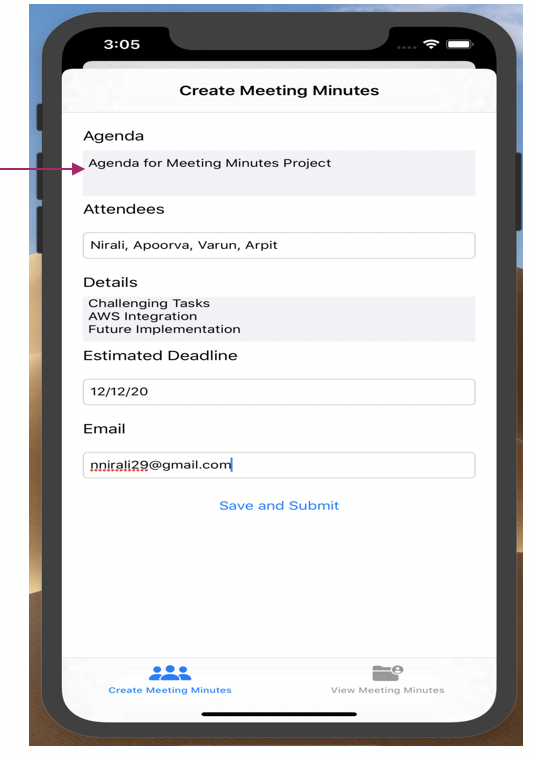 3:05
Create Meeting Minutes
Agenda
Agenda for Meeting Minutes Project
Attendees
Nirali, Apoorva, Varun, Arpit
Details
Challenging Tasks
AWS Integration
Future Implementation
Estimated Deadline
12/12/20
Email
nnirali29@gmail.com
Save and Submit
Create Meeting Minutes
View Meeting Minutes